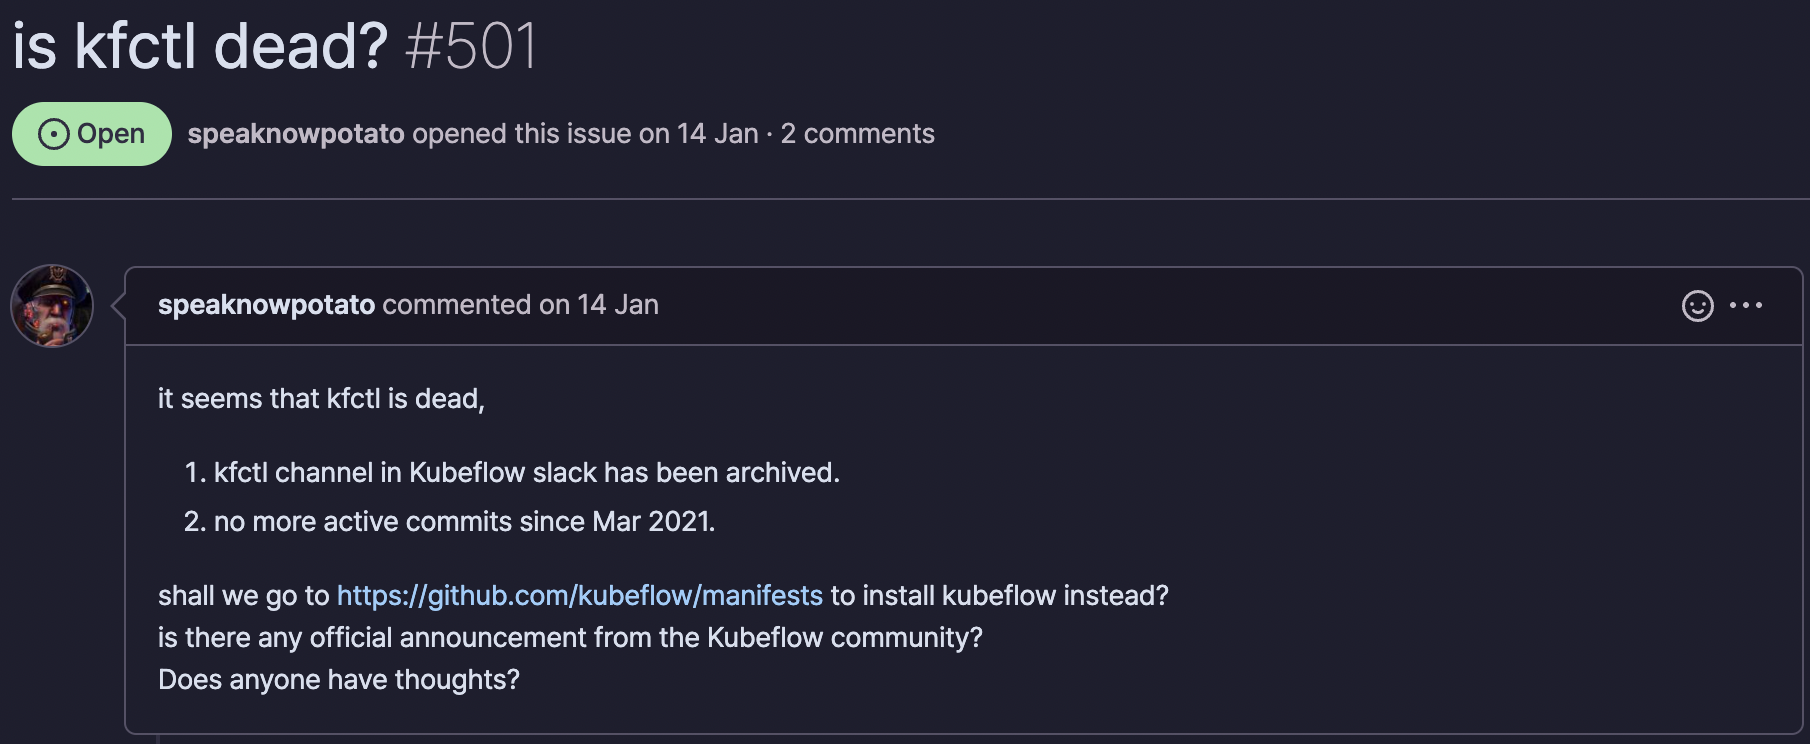 is kfctl dead? #501
Open speaknowpotato opened this issue on 14 Jan · 2 comments
speaknowpotato commented on 14 Jan
it seems that kfctl is dead,
1. kfctl channel in Kubeflow slack has been archived.
2. no more active commits since Mar 2021.
shall we go to https://github.com/kubeflow/manifests to install kubeflow instead?
is there any official announcement from the Kubeflow community?
Does anyone have thoughts?